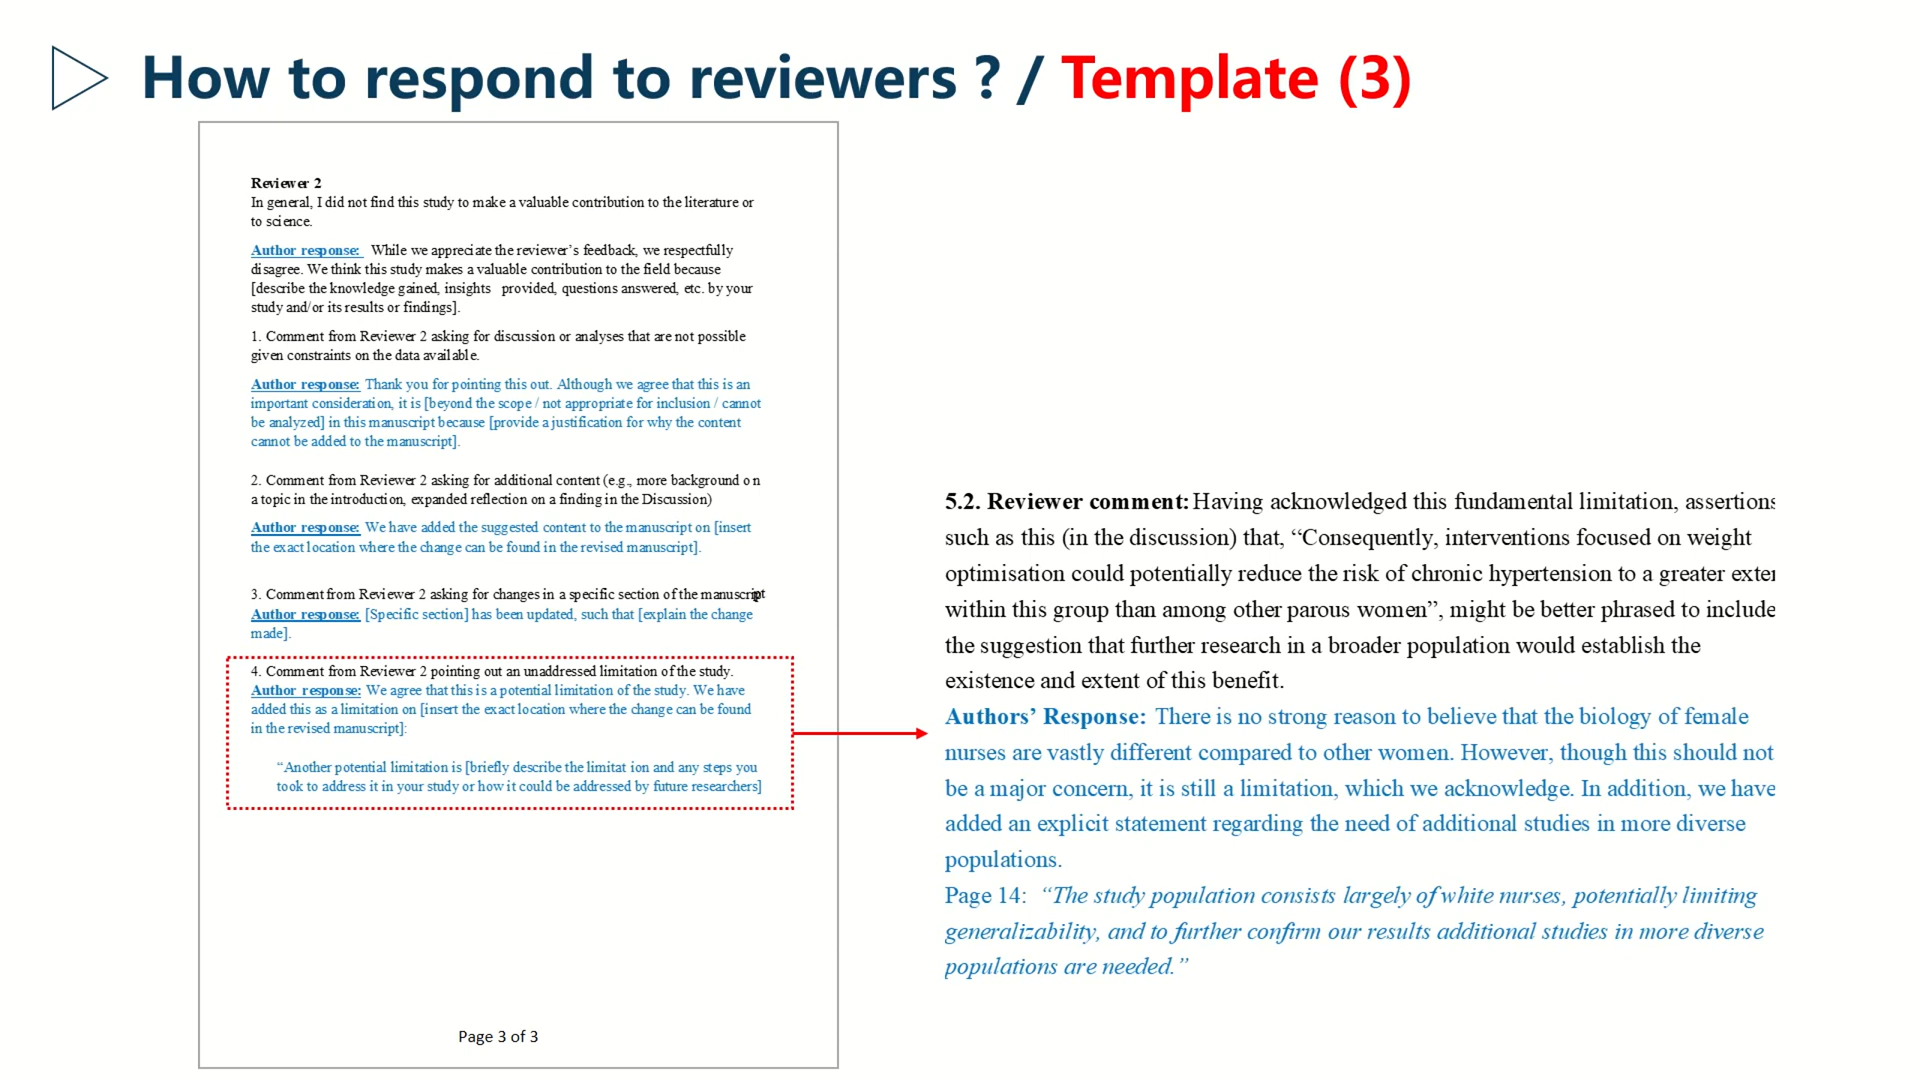 How to respond to reviewers ? / Template (3)
Reviewer 2
In general, I did not find this study to make a valuable contribution to the literature or
to science.
Author response: While we appreciate the reviewer’s feedback, we respectfully
disagree. We think this study makes a valuable contribution to the field because
[describe the knowledge gained, insights provided, questions answered, etc. by your
study and/or its results or findings].
1. Comment from Reviewer 2 asking for discussion or analyses that are not possible
given constraints on the data available.
Author response: Thank you for pointing this out. Although we agree that this is an
important consideration, it is [beyond the scope / not appropriate for inclusion / cannot
be analyzed] in this manuscript because [provide a justification for why the content
cannot be added to the manuscript].
2. Comment from Reviewer 2 asking for additional content (e.g., more background on
a topic in the introduction, expanded reflection on a finding in the Discussion)
Author response: We have added the suggested content to the manuscript on [insert
the exact location where the change can be found in the revised manuscript].
3. Comment from Reviewer 2 asking for changes in a specific section of the manuscript
Author response: [Specific section] has been updated, such that [explain the change
made].
4. Comment from Reviewer 2 pointing out an unaddressed limitation of the study.
Author response: We agree that this is a potential limitation of the study. We have
added this as a limitation on [insert the exact location where the change can be found
in the revised manuscript]:
“Another potential limitation is [briefly describe the limitat ion and any steps you
took to address it in your study or how it could be addressed by future researchers]
Page 3 of 3
5.2. Reviewer comment: Having acknowledged this fundamental limitation, assertions
such as this (in the discussion) that, “Consequently, interventions focused on weight
optimisation could potentially reduce the risk of chronic hypertension to a greater exten
within this group than among other parous women”, might be better phrased to include
the suggestion that further research in a broader population would establish the
existence and extent of this benefit.
Authors’ Response: There is no strong reason to believe that the biology of female
nurses are vastly different compared to other women. However, though this should not
be a major concern, it is still a limitation, which we acknowledge. In addition, we have
added an explicit statement regarding the need of additional studies in more diverse
populations.
Page 14: “The study population consists largely of white nurses, potentially limiting
generalizability, and to further confirm our results additional studies in more diverse
populations are needed.”